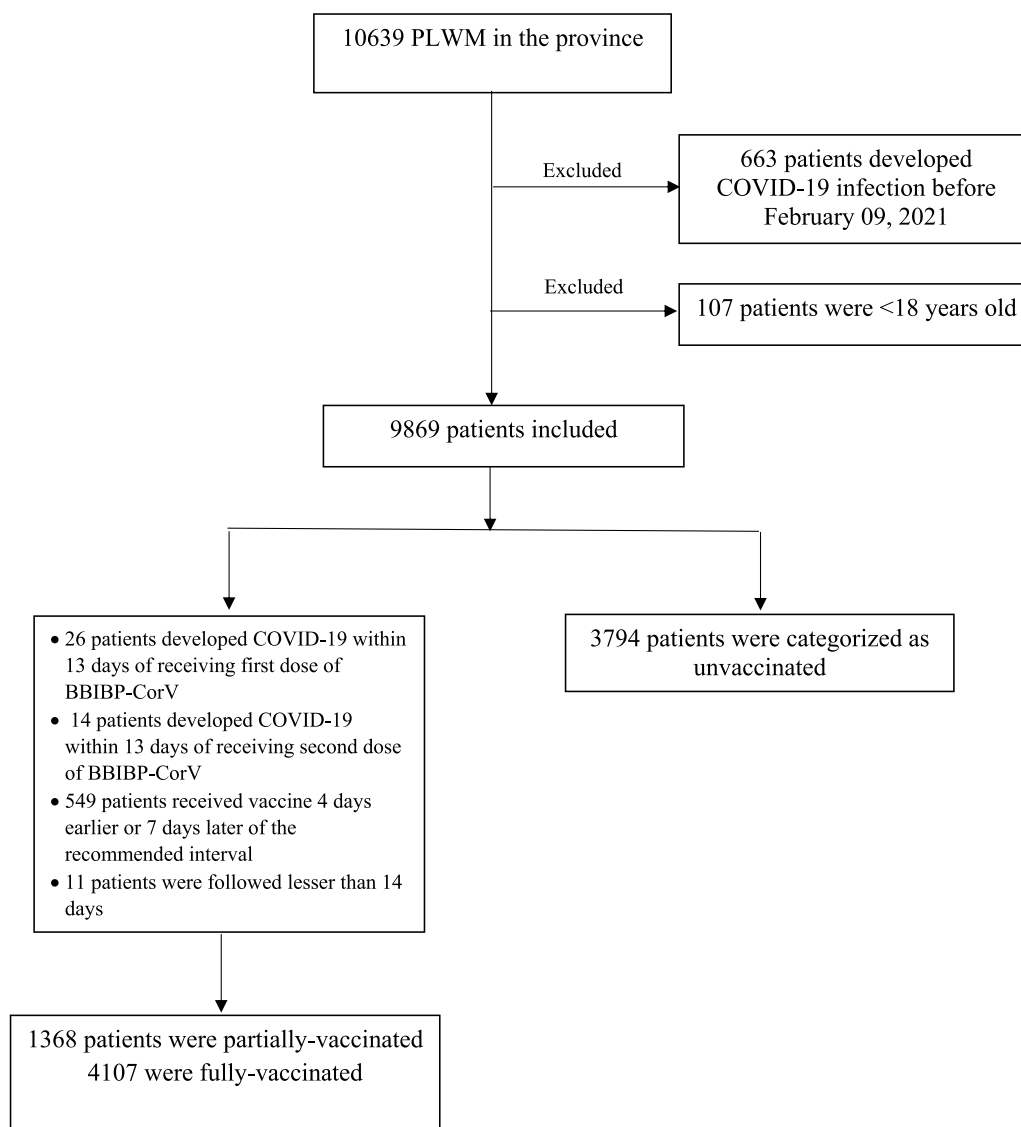 10639 PLWM in the province
Excluded
663 patients developed
COVID-19 infection before
February 09, 2021
Excluded
107 patients were <18 years old
9869 patients included
• 26 patients developed COVID-19 within
13 days of receiving first dose of
BBIBP-CorV
• 14 patients developed COVID-19
within 13 days of receiving second dose
of BBIBP-CorV
• 549 patients received vaccine 4 days
earlier or 7 days later of the
recommended interval
• 11 patients were followed lesser than 14
days
3794 patients were categorized as
unvaccinated
1368 patients were partially-vaccinated
4107 were fully-vaccinated